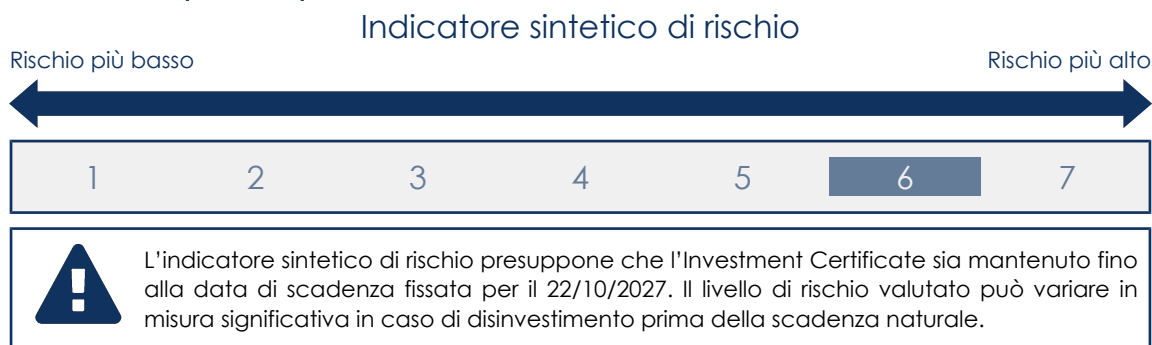 Indicatore sintetico di rischio
Rischio più basso
Rischio più alto
1 2 3 4 5 6 7
L'indicatore sintetico di rischio presuppone che l'Investment Certificate sia mantenuto fino
alla data di scadenza fissata per il 22/10/2027. Il livello di rischio valutato può variare in
misura significativa in caso di disinvestimento prima della scadenza naturale.